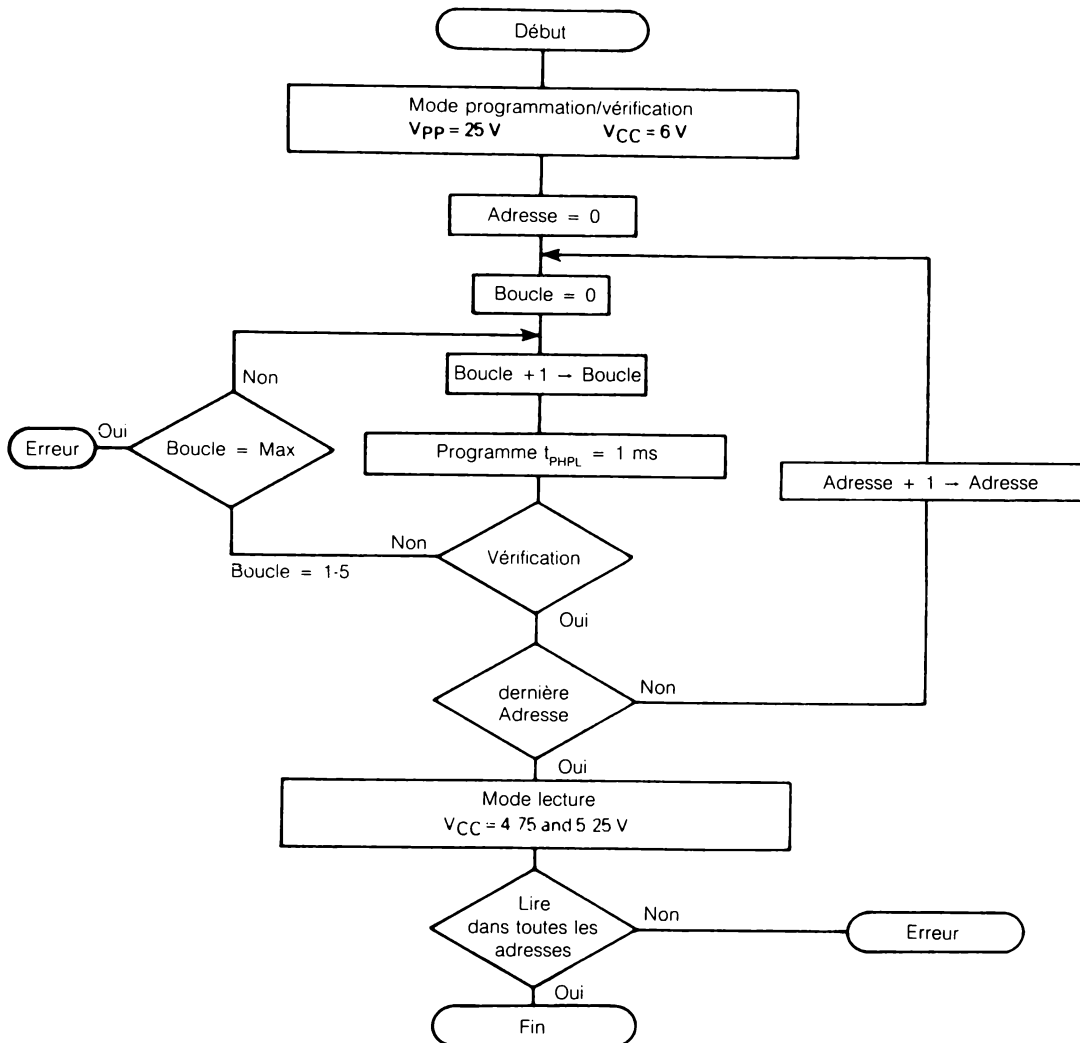 Début
Mode programmation/vérification
VPP = 25 V VCC = 6 V
Adresse = 0
Boucle = 0
Non
Boucle + 1 → Boucle
Erreur
Oui
Boucle = Max
Programme tPHPL = 1 ms
Adresse + 1 → Adresse
Non
Vérification
Boucle = 1-5
Oui
dernière
Adresse
Non
Oui
Mode lecture
VCC = 4 75 and 5 25 V
Lire
dans toutes les
adresses
Non
Erreur
Oui
Fin